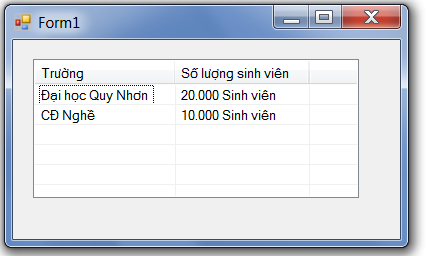 Form1
Trường Số lượng sinh viên
Đại học Quy Nhơn 20.000 Sinh viên
CĐ Nghề 10.000 Sinh viên